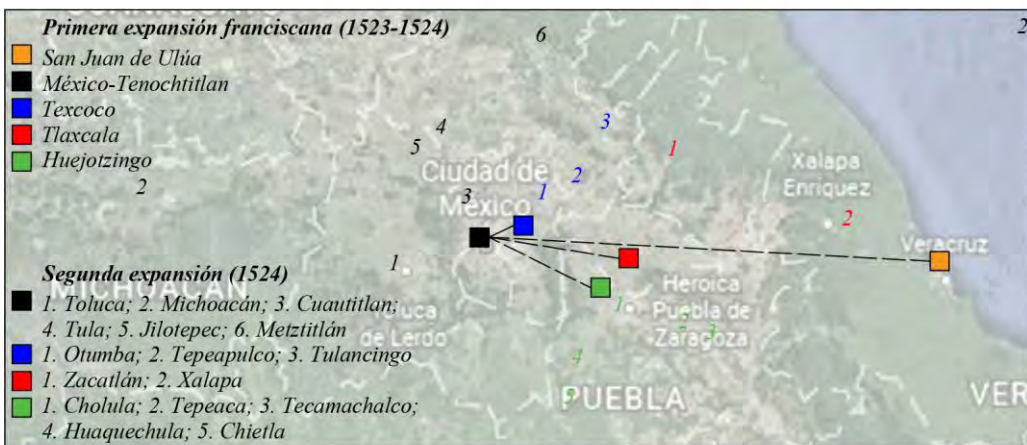 Primera expansión franciscana (1523-1524)
San Juan de Ulúa
México-Tenochtitlan
Texcoco
Tlaxcala
Huejotzingo
6
2
3
4
5
1
Xalapa
Enriquez
Ciudad de
México
2
1
2
3
2
Veracruz
1
Segunda expansión (1524)
MICHOACÁN
1. Toluca; 2. Michoacán; 3. Cuautitlan;
4. Tula; 5. Jilotepec; 6. Metztitlán
de Lerdo
1. Otumba; 2. Tepeapulco; 3. Tulancingo
1. Zacatlán; 2. Xalapa
1. Cholula; 2. Tepeaca; 3. Tecamachalco;
4. Huaquechula; 5. Chietla
1
Heroica
Puebla de
Zaragoza
2
3
4
5
PUEBLA
VER